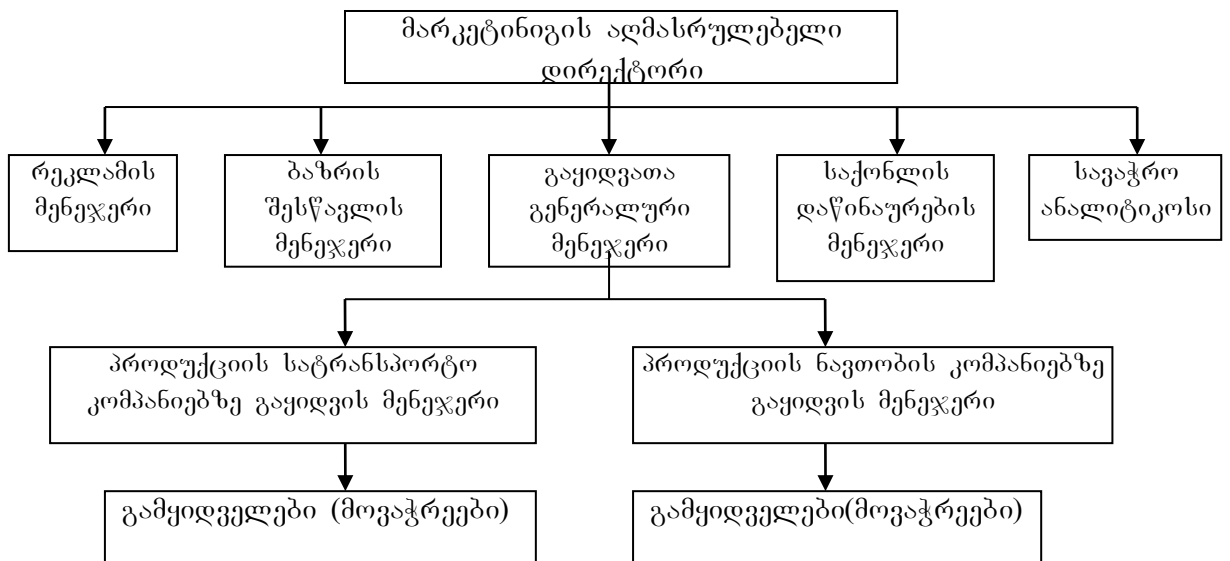 მარკეტინიგის აღმასრულებელი
დირექტორი
რეკლამის
მენეჯერი
ბაზრის
შესწავლის
მენეჯერი
გაყიდვათა
გენერალური
მენეჯერი
საქონლის
დაწინაურების
მენეჯერი
სავაჭრო
ანალიტიკოსი
პროდუქციის სატრანსპორტო
კომპანიებზე გაყიდვის მენეჯერი
პროდუქციის ნავთობის კომპანიებზე
გაყიდვის მენეჯერი
გამყიდველები (მოვაჭრეები)
გამყიდველები(მოვაჭრეები)